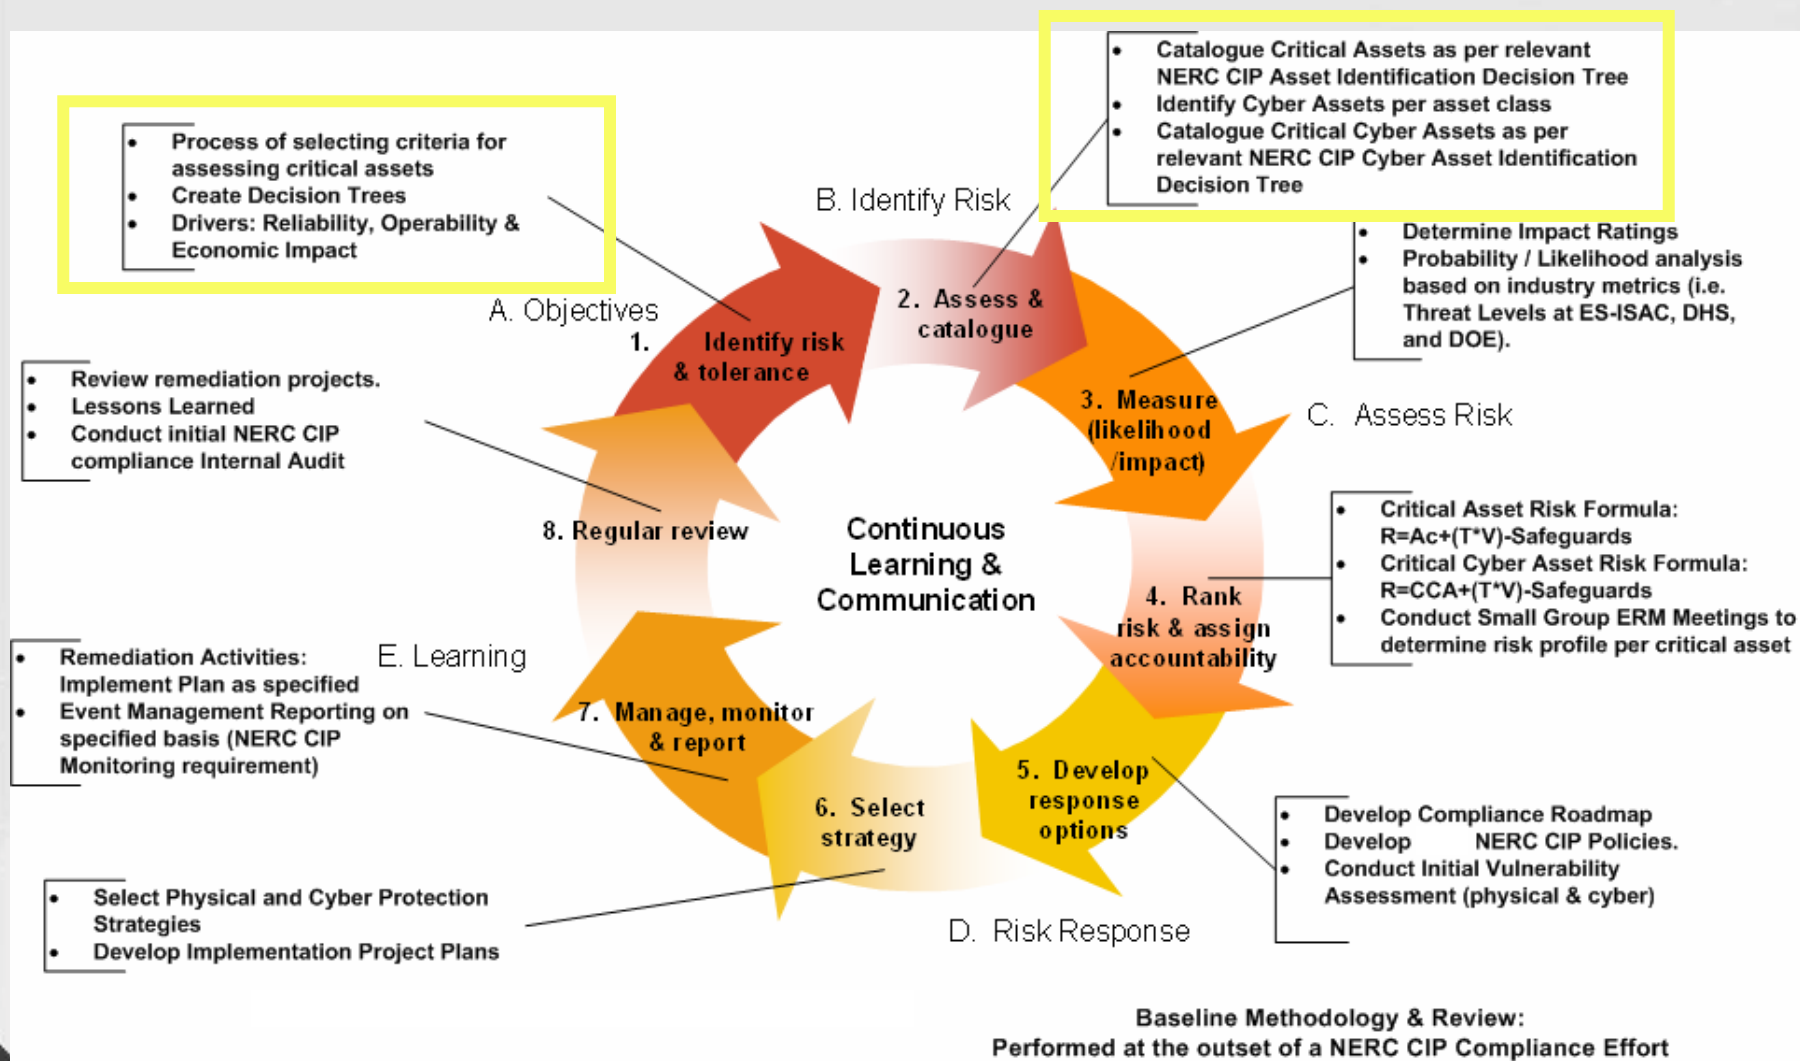 • Process of selecting criteria for
assessing critical assets
• Create Decision Trees
• Drivers: Reliability, Operability &
Economic Impact
A. Objectives
1. Identify risk
& tolerance
B. Identify Risk
2. Assess &
catalogue
• Catalogue Critical Assets as per relevant
NERC CIP Asset Identification Decision Tree
• Identify Cyber Assets per asset class
• Catalogue Critical Cyber Assets as per
relevant NERC CIP Cyber Asset Identification
Decision Tree
• Determine Impact Ratings
• Probability / Likelihood analysis
based on industry metrics (i.e.
Threat Levels at ES-ISAC, DHS,
and DOE).
3. Measure
(likelihood
/impact)
C. Assess Risk
• Critical Asset Risk Formula:
R=Ac+(T*V)-Safeguards
• Critical Cyber Asset Risk Formula:
R=CCA+(T*V)-Safeguards
• Conduct Small Group ERM Meetings to
determine risk profile per critical asset
4. Rank
risk & assign
accountability
5. Develop
response
options
• Develop Compliance Roadmap
• Develop NERC CIP Policies.
• Conduct Initial Vulnerability
Assessment (physical & cyber)
D. Risk Response
6. Select
strategy
• Select Physical and Cyber Protection
Strategies
• Develop Implementation Project Plans
7. Manage, monitor
& report
• Remediation Activities:
Implement Plan as specified
• Event Management Reporting on
specified basis (NERC CIP
Monitoring requirement)
E. Learning
8. Regular review
• Review remediation projects.
• Lessons Learned
• Conduct initial NERC CIP
compliance Internal Audit
Continuous
Learning &
Communication
Baseline Methodology & Review:
Performed at the outset of a NERC CIP Compliance Effort